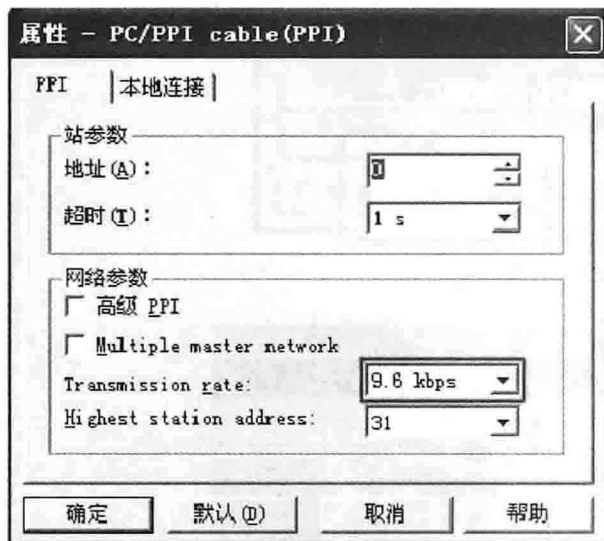 属性 - PC/PPI cable(PPI)
PPI 本地连接
站参数
地址(A)： 0
超时(T)： 1 s
网络参数
高级 PPI
Multiple master network
Transmission rate: 9.6 kbps
Highest station address: 31
确定 默认(D) 取消 帮助